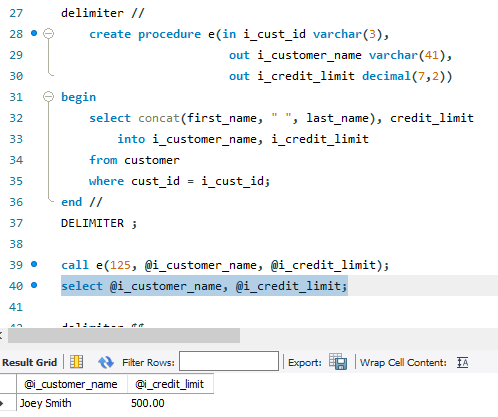 27 delimiter //
28 create procedure e(in i_cust_id varchar(3),
29 out i_customer_name varchar(41),
30 out i_credit_limit decimal(7,2))
31 begin
32 select concat(first_name, " ", last_name), credit_limit
33 into i_customer_name, i_credit_limit
34 from customer
35 where cust_id = i_cust_id;
36 end //
37 DELIMITER ;
38
39 call e(125, @i_customer_name, @i_credit_limit);
40 select @i_customer_name, @i_credit_limit;
41
42 delimiter $$
Result Grid Filter Rows: Export: Wrap Cell Content:
@i_customer_name @i_credit_limit
Joey Smith 500.00